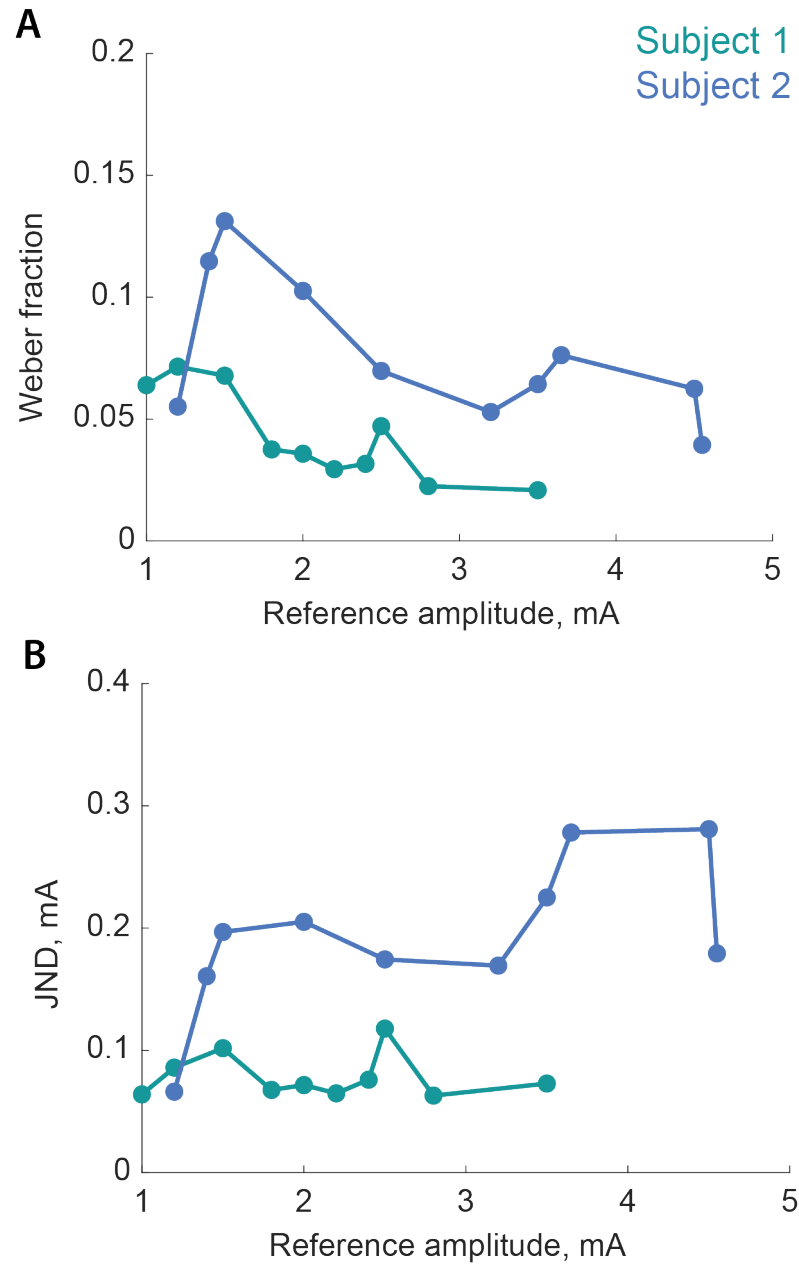 A
Subject 1
Subject 2
0.2
0.15
0.1
0.05
0
Weber fraction
1 2 3 4 5
Reference amplitude, mA
B
0.4
0.3
0.2
0.1
0
JND, mA
1 2 3 4 5
Reference amplitude, mA